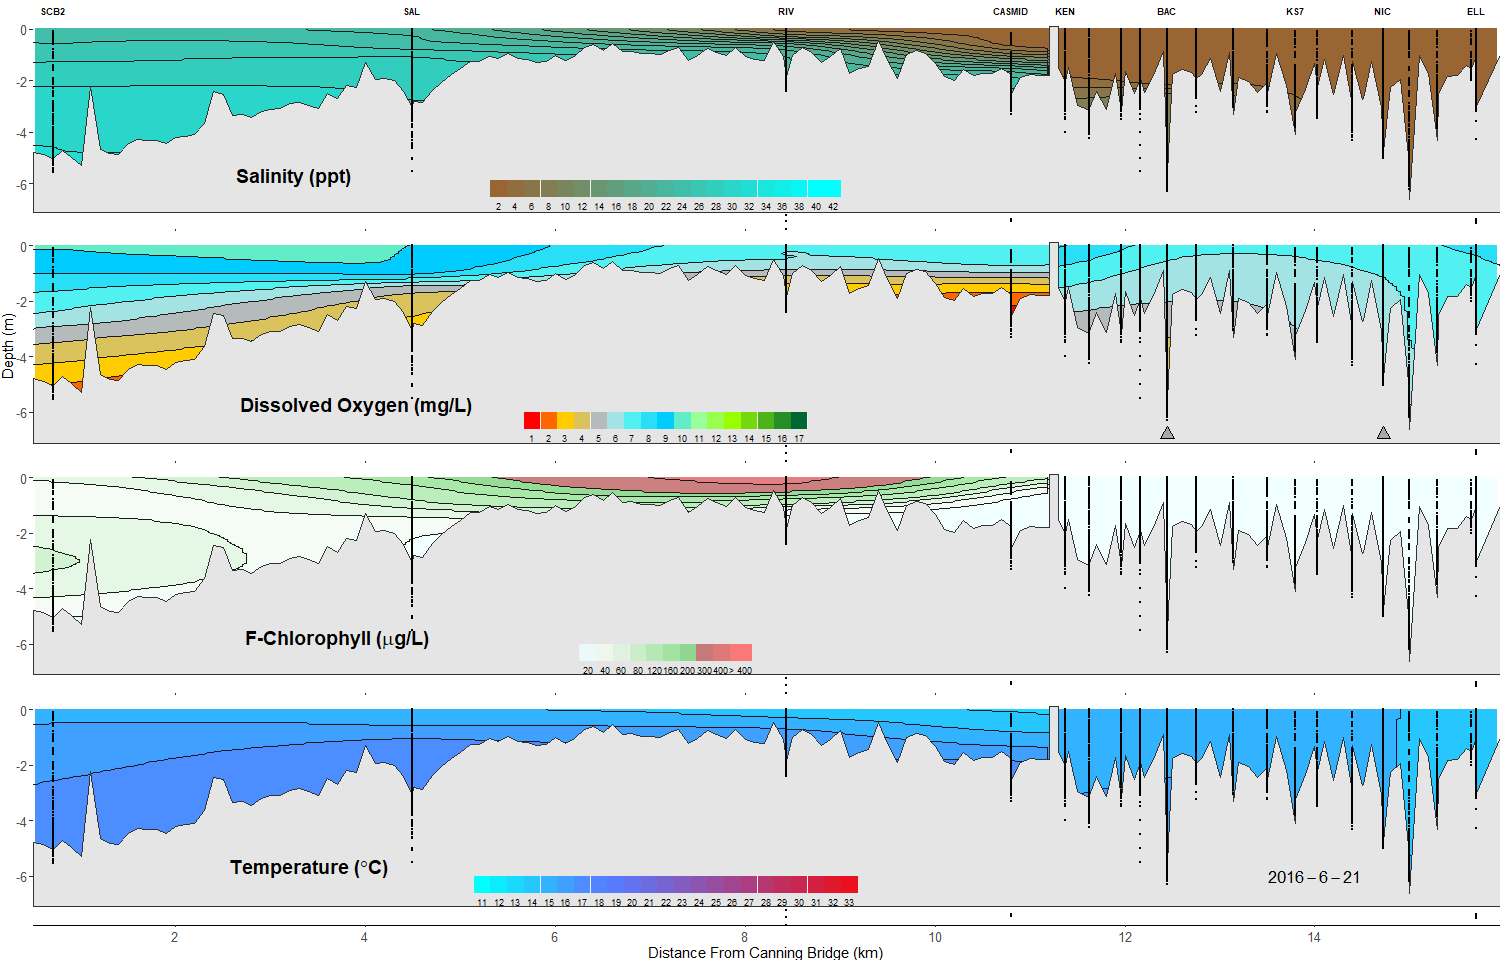 SCB2 SAL RIV CASMID KEN BAC KS7 NIC ELL
0
-2
-4
-6
Salinity (ppt)
2 4 6 8 10 12 14 16 18 20 22 24 26 28 30 32 34 36 38 40 42
0
-2
-4
-6
Dissolved Oxygen (mg/L)
1 2 3 4 5 6 7 8 9 10 11 12 13 14 15 16 17
Depth (m)
0
-2
-4
-6
F-Chlorophyll (μg/L)
20 40 60 80 120 160 200 300 400 > 400
0
-2
-4
-6
Temperature (°C)
11 12 13 14 15 16 17 18 19 20 21 22 23 24 25 26 27 28 29 30 31 32 33
2016 – 6 – 21
2 4 6 8 10 12 14
Distance From Canning Bridge (km)